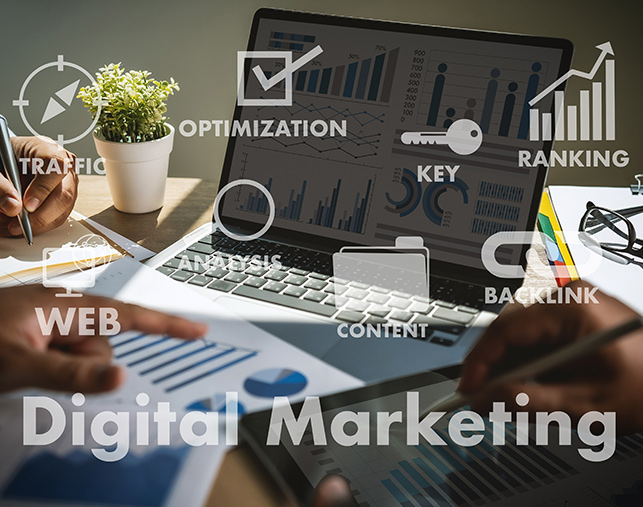 OPTIMIZATION
TRAFFIC
KEY
RANKING
ANALYSIS
WEB
CONTENT
BACKLINK
Digital Marketing